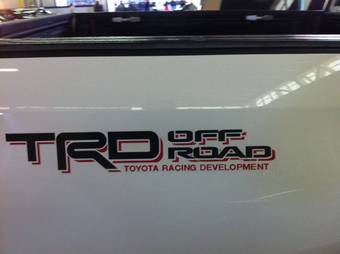 TRD OFF ROAD
TOYOTA RACING DEVELOPMENT